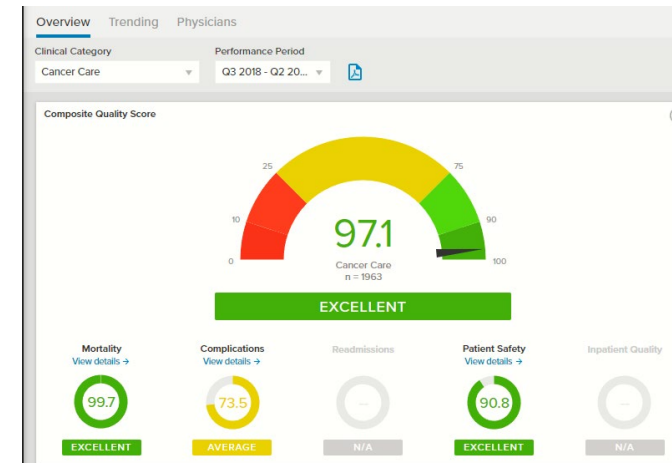 Overview Trending Physicians
Clinical Category Performance Period
Cancer Care Q3 2018 - Q2 20...
Composite Quality Score
25 75
10 90
0 100
97.1
Cancer Care
n = 1963
EXCELLENT
Mortality Complications Readmissions Patient Safety Inpatient Quality
View details → View details → View details →
99.7 73.5 -- 90.8 --
EXCELLENT AVERAGE N/A EXCELLENT N/A